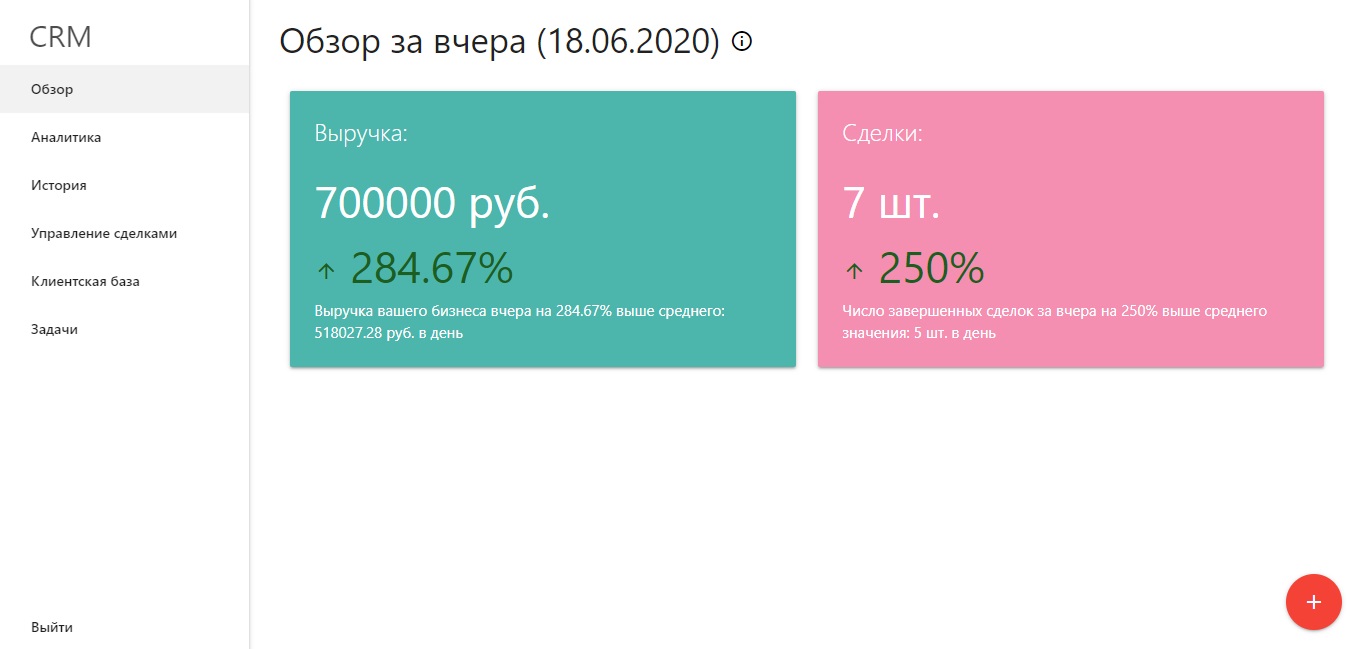 CRM
Обзор
Аналитика
История
Управление сделками
Клиентская база
Задачи
Выйти
Обзор за вчера (18.06.2020)
Выручка:
700000 руб.
284.67%
Выручка вашего бизнеса вчера на 284.67% выше среднего:
518027.28 руб. в день
Сделки:
7 шт.
250%
Число завершенных сделок за вчера на 250% выше среднего
значения: 5 шт. в день